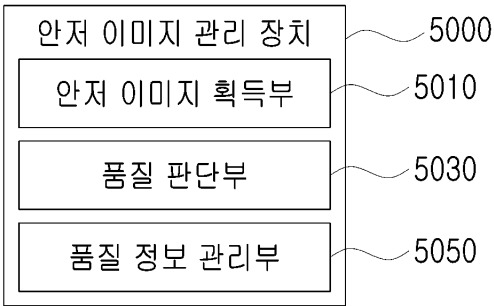 안저 이미지 관리 장치 5000
안저 이미지 획득부 5010
품질 판단부 5030
품질 정보 관리부 5050